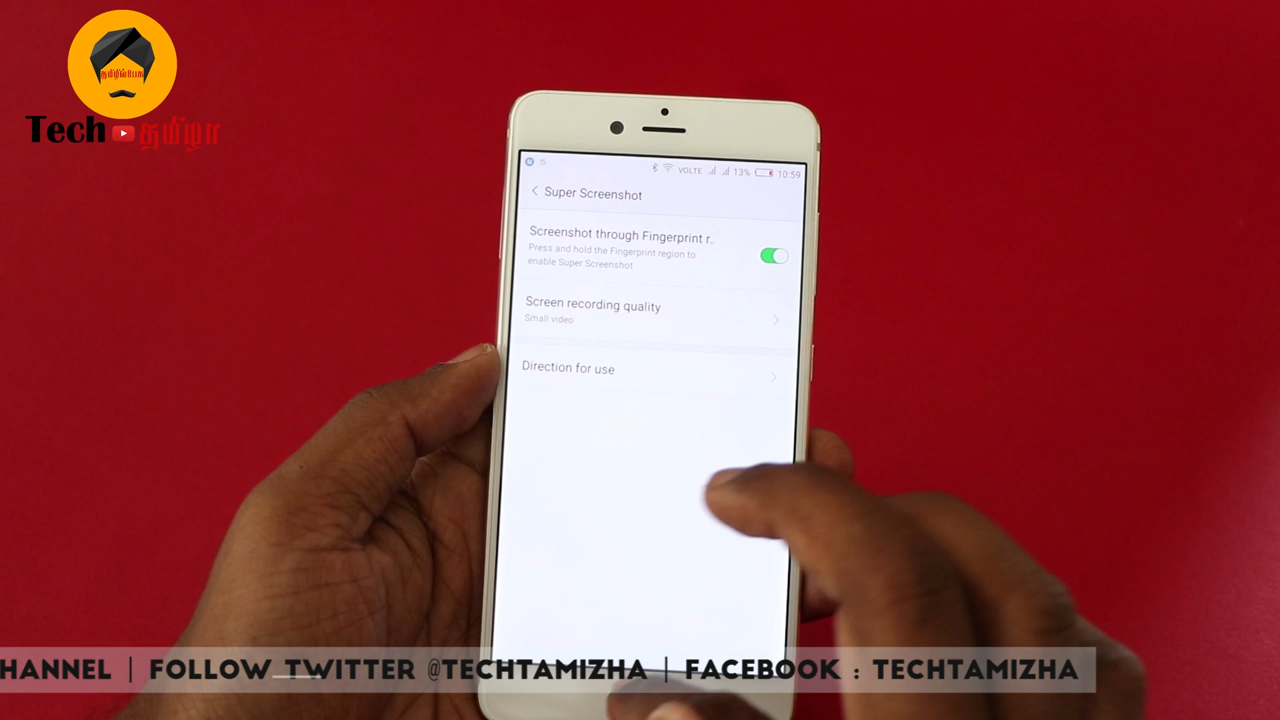 தமிழின்டேக்
Tech தமிழா
VOLTE 13% 10:59
Super Screenshot
Screenshot through Fingerprint r..
Press and hold the Fingerprint region to
enable Super Screenshot
Screen recording quality
Small video
Direction for use
HANNEL | FOLLOW TWITTER @TECHTAMIZHA | FACEBOOK : TECHTAMIZHA